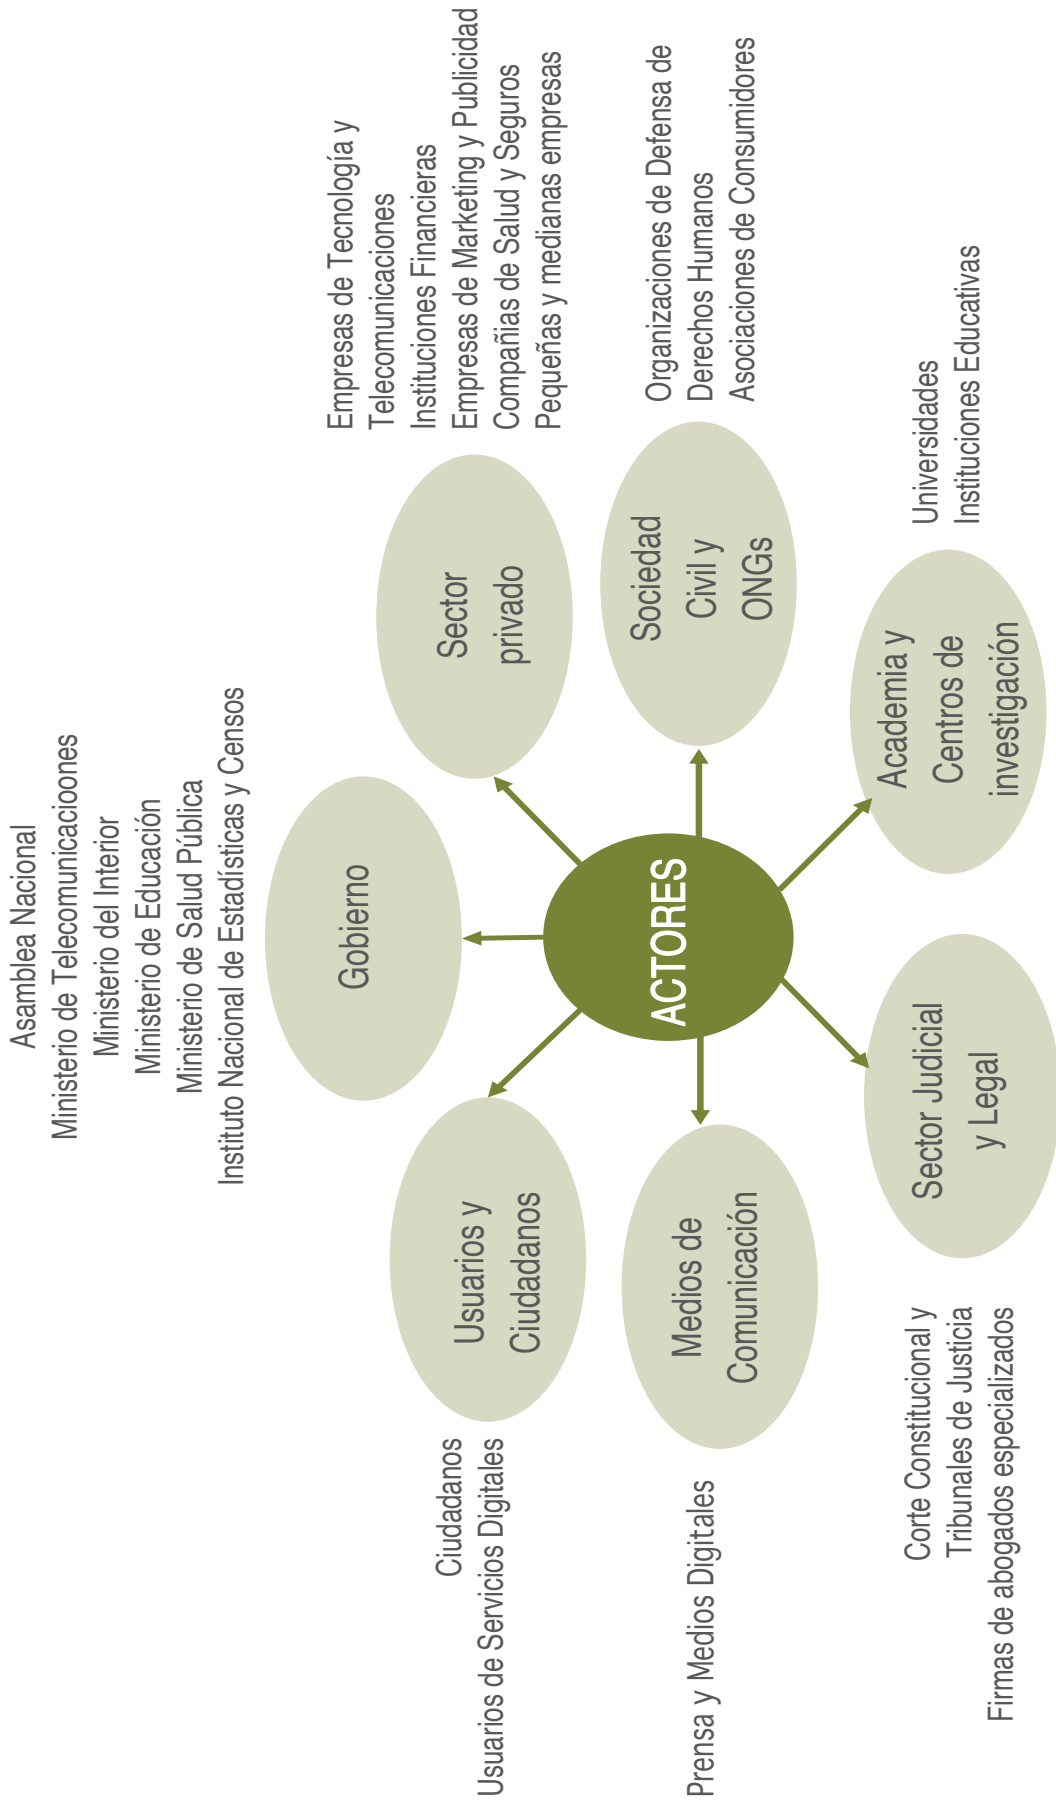 Asamblea Nacional
Ministerio de Telecomunicacioones
Ministerio del Interior
Ministerio de Educación
Ministerio de Salud Pública
Instituto Nacional de Estadísticas y Censos
Gobierno
Empresas de Tecnología y
Telecomunicaciones
Instituciones Financieras
Empresas de Marketing y Publicidad
Compañias de Salud y Seguros
Pequeñas y medianas empresas
Sector
privado
Organizaciones de Defensa de
Derechos Humanos
Asociaciones de Consumidores
Sociedad
Civil y
ONGs
Universidades
Instituciones Educativas
Academia y
Centros de
investigación
ACTORES
Ciudadanos
Usuarios de Servicios Digitales
Usuarios y
Ciudadanos
Prensa y Medios Digitales
Medios de
Comunicación
Corte Constitucional y
Tribunales de Justicia
Firmas de abogados especializados
Sector Judicial
y Legal